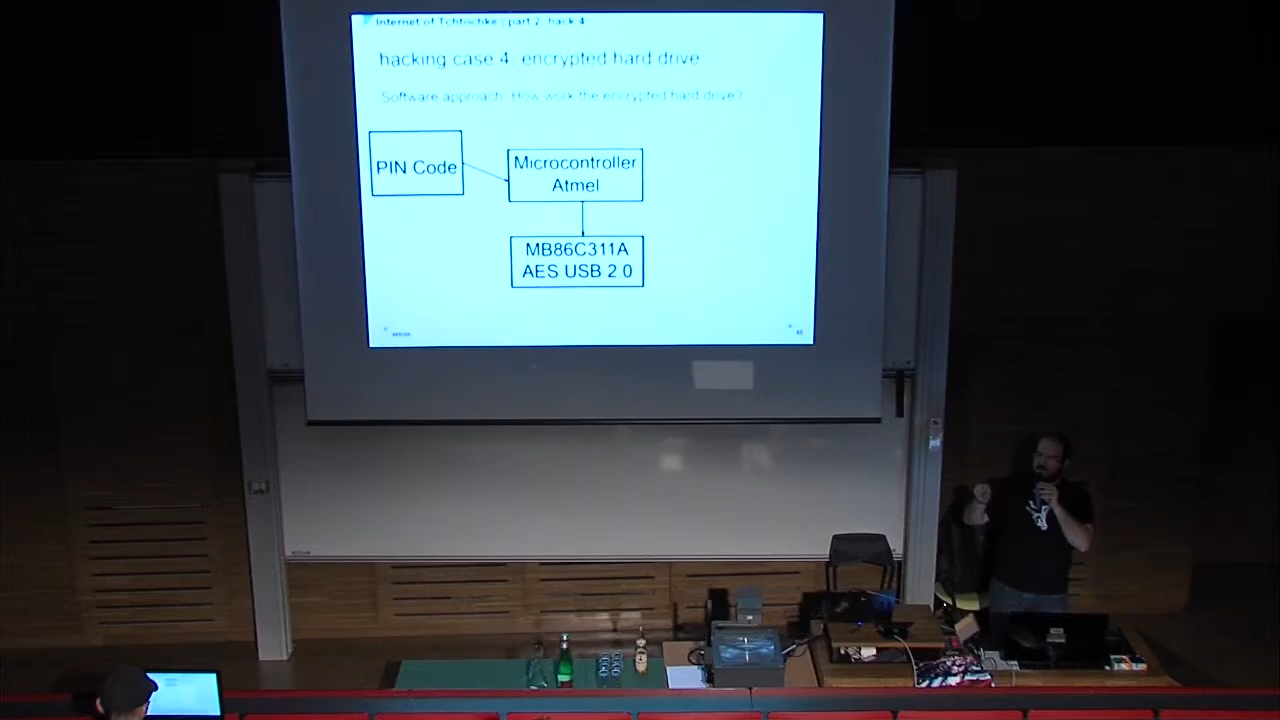 Internet of Tchtochke part 2 hack 4
hacking case 4 encrypted hard drive
Software approach How work the encrypted hard drive?
PIN Code
Microcontroller
Atmel
MB86C311A
AES USB 2 0